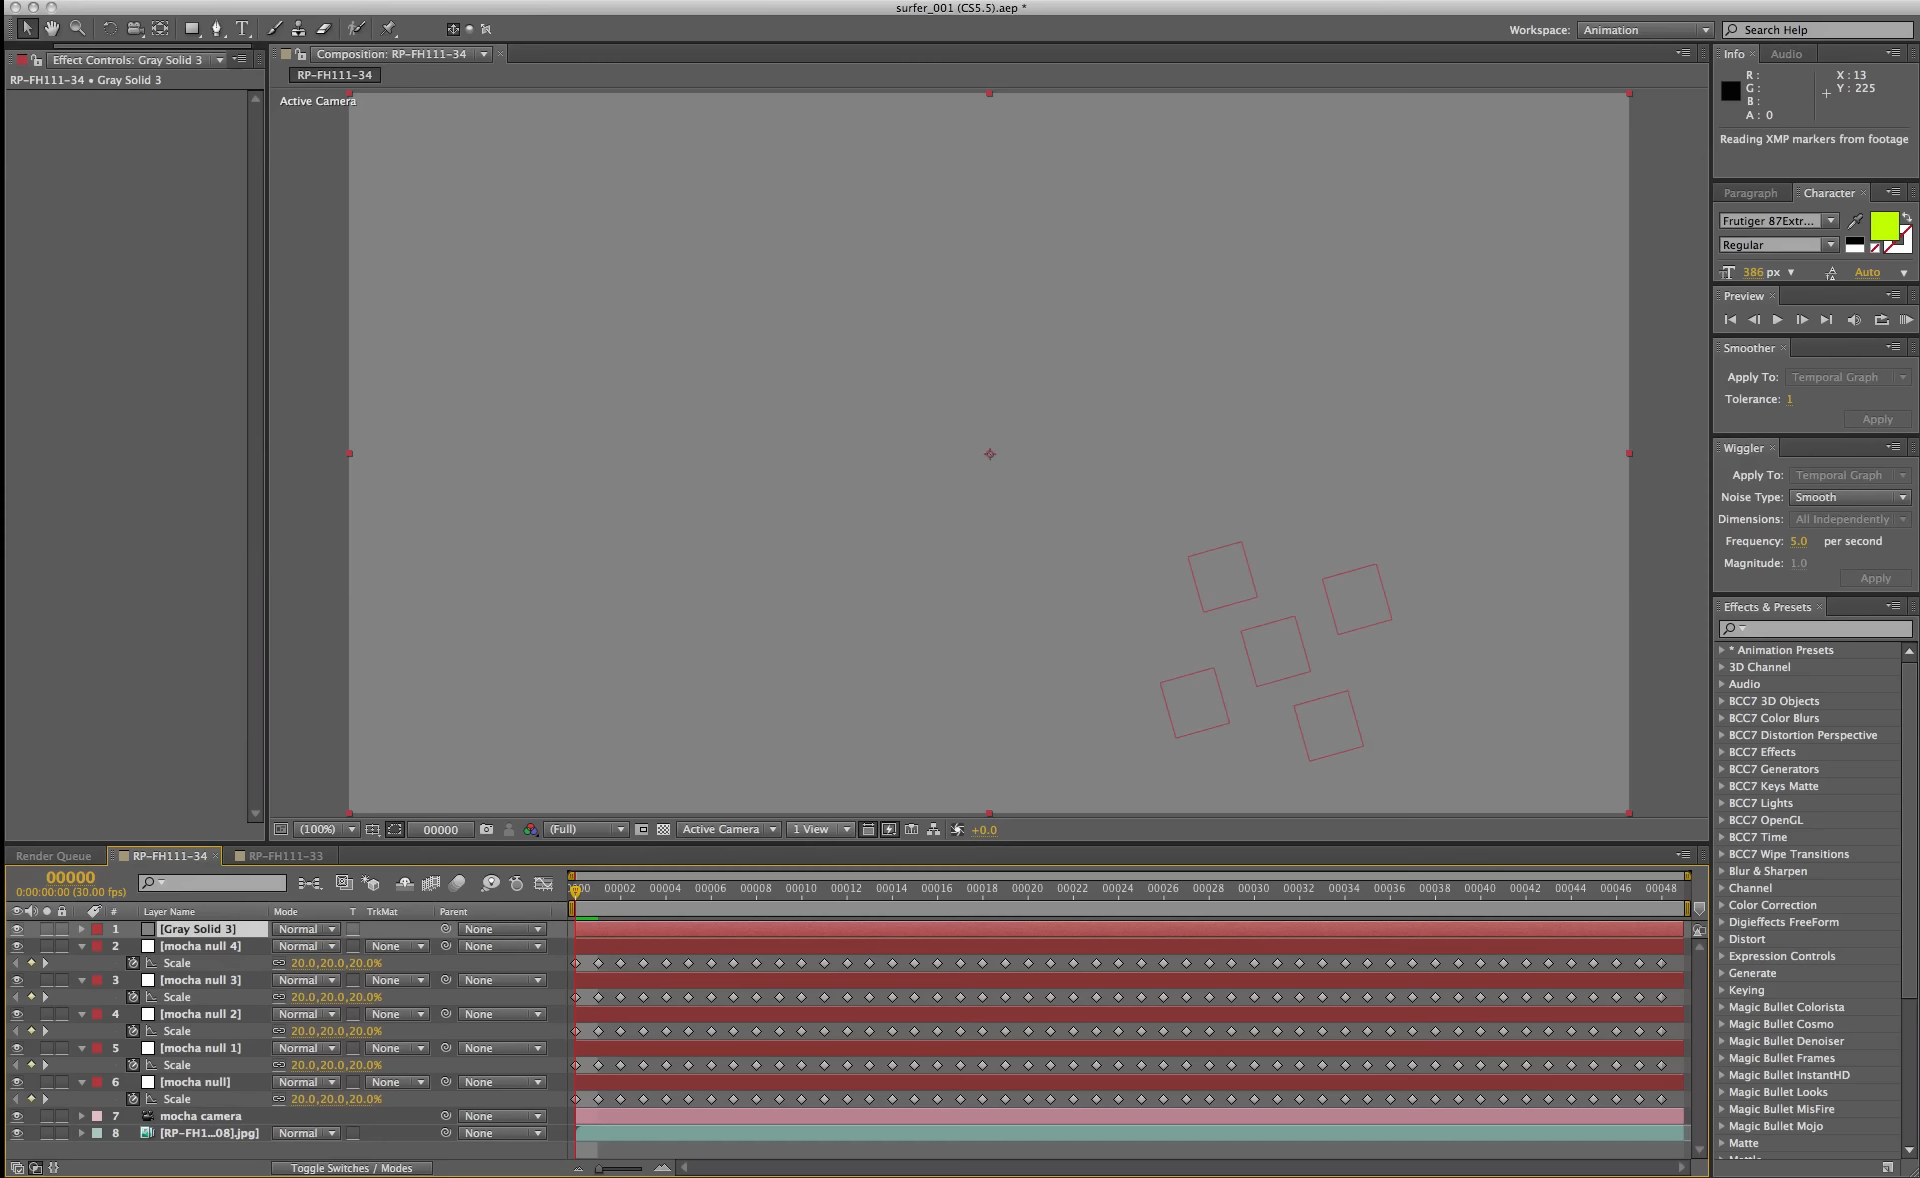 surfer_001 (CS5.5).aep *
Workspace: Animation
Search Help
Effect Controls: Gray Solid 3
RP-FH111-34 • Gray Solid 3
Composition: RP-FH111-34
RP-FH111-34
Active Camera
Info Audio
R :
G :
B :
A : 0
X : 13
Y : 225
Reading XMP markers from footage
Paragraph Character
Frutiger 87Extr...
Regular
386 px Auto
Preview
Smoother
Apply To: Temporal Graph
Tolerance: 1
Apply
Wiggler
Apply To: Temporal Graph
Noise Type: Smooth
Dimensions: All Independently
Frequency: 5.0 per second
Magnitude: 1.0
Apply
Effects & Presets
* Animation Presets
3D Channel
Audio
BCC7 3D Objects
BCC7 Color Blurs
BCC7 Distortion Perspective
BCC7 Effects
BCC7 Generators
BCC7 Keys Matte
BCC7 Lights
BCC7 OpenGL
BCC7 Time
BCC7 Wipe Transitions
Blur & Sharpen
Channel
Color Correction
Digieffects FreeForm
Distort
Expression Controls
Generate
Keying
Magic Bullet Colorista
Magic Bullet Cosmo
Magic Bullet Denoiser
Magic Bullet Frames
Magic Bullet InstantHD
Magic Bullet Looks
Magic Bullet MisFire
Magic Bullet Mojo
Matte
(100%) 00000 (Full) Active Camera 1 View +0.0
Render Queue RP-FH111-34 RP-FH111-33
00000
0:00:00:00 (30.00 fps)
00 00002 00004 00006 00008 00010 00012 00014 00016 00018 00020 00022 00024 00026 00028 00030 00032 00034 00036 00038 00040 00042 00044 00046 00048
# Layer Name Mode T TrkMat Parent
1 [Gray Solid 3] Normal None
2 [mocha null 4] Normal None None
Scale 20.0,20.0,20.0%
3 [mocha null 3] Normal None None
Scale 20.0,20.0,20.0%
4 [mocha null 2] Normal None None
Scale 20.0,20.0,20.0%
5 [mocha null 1] Normal None None
Scale 20.0,20.0,20.0%
6 [mocha null] Normal None None
Scale 20.0,20.0,20.0%
7 mocha camera None
8 [RP-FH1...08].jpg] Normal None
Toggle Switches / Modes